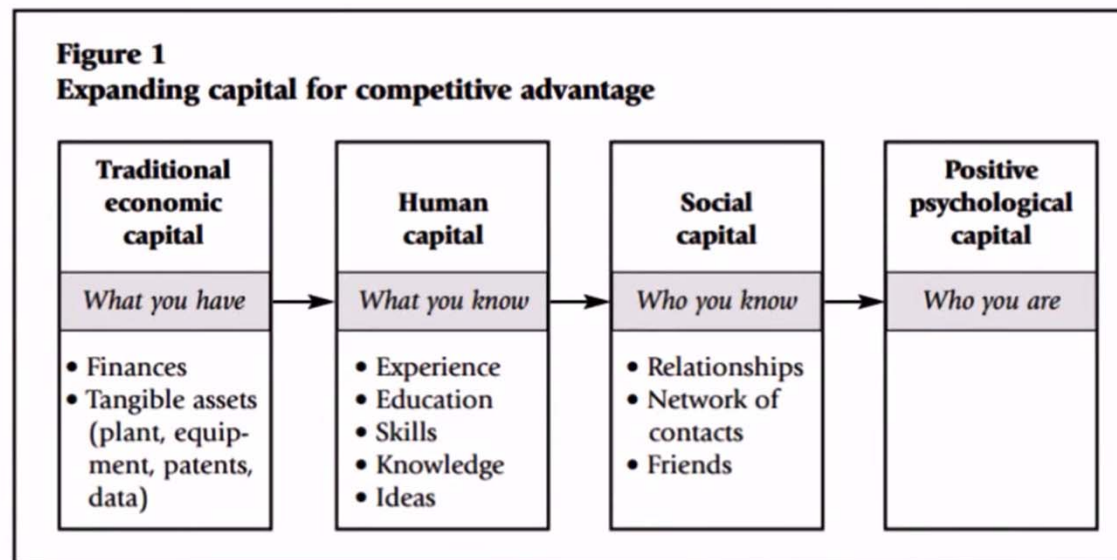 Figure 1
Expanding capital for competitive advantage
Traditional
economic
capital
What you have
• Finances
• Tangible assets
(plant, equip-
ment, patents,
data)
Human
capital
What you know
• Experience
• Education
• Skills
• Knowledge
• Ideas
Social
capital
Who you know
• Relationships
• Network of
contacts
• Friends
Positive
psychological
capital
Who you are